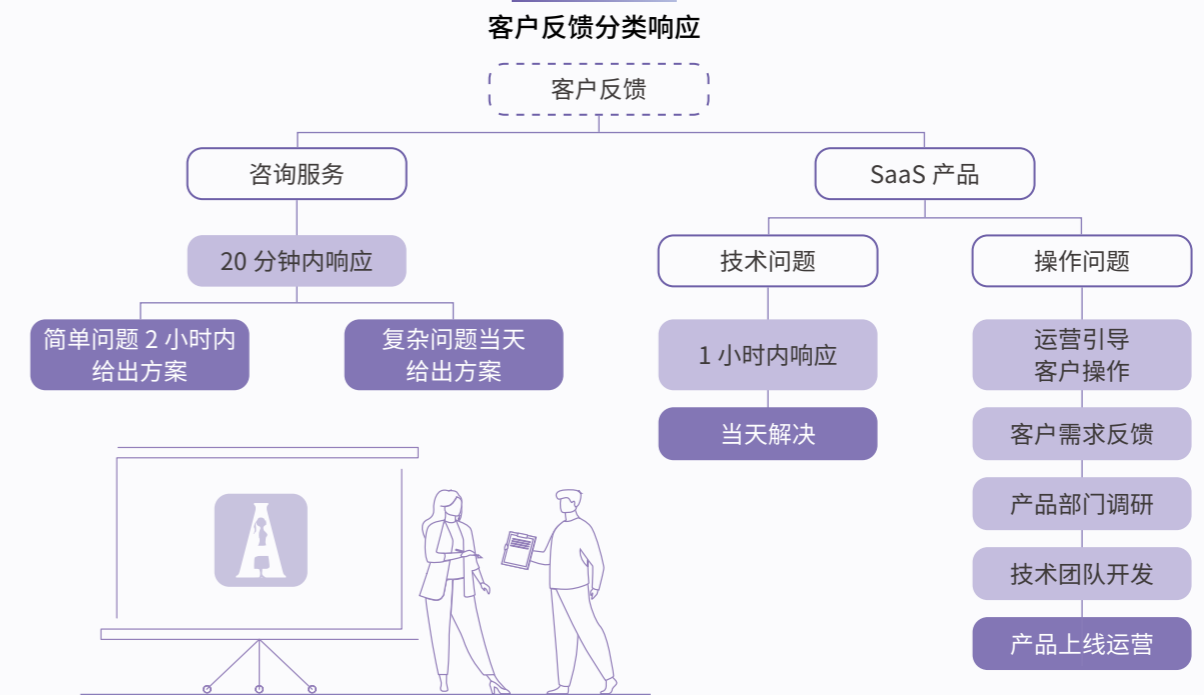 客户反馈分类响应
客户反馈
咨询服务
SaaS 产品
20 分钟内响应
技术问题
操作问题
简单问题 2 小时内
给出方案
复杂问题当天
给出方案
1 小时内响应
运营引导
客户操作
当天解决
客户需求反馈
产品部门调研
技术团队开发
产品上线运营